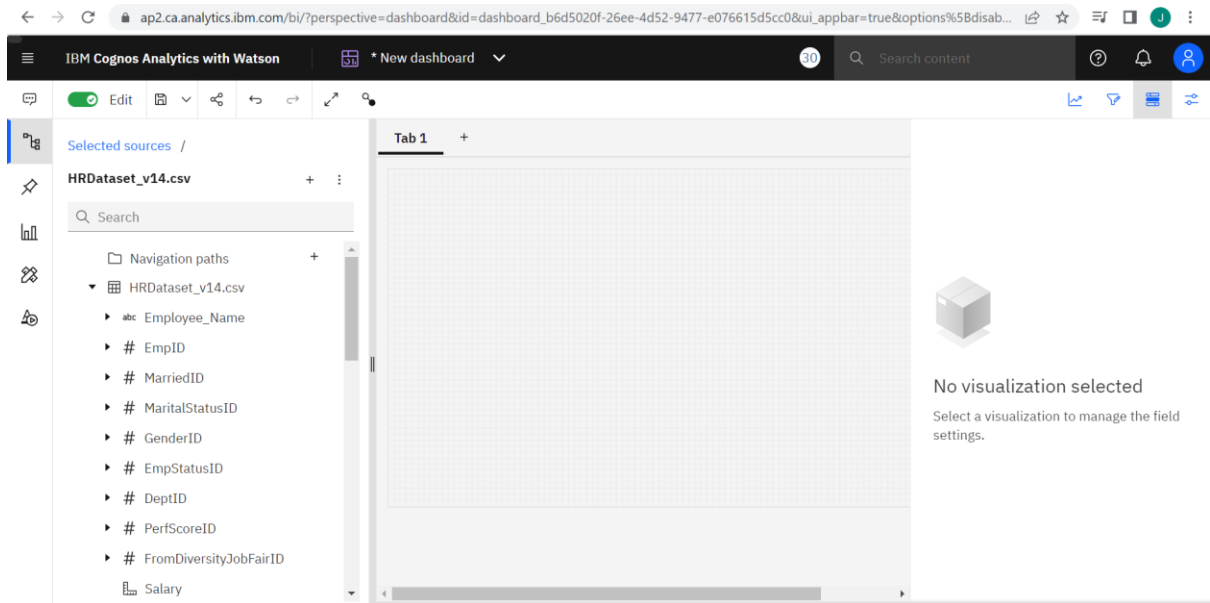 ap2.ca.analytics.ibm.com/bi/?perspective=dashboard&id=dashboard_b6d5020f-26ee-4d52-9477-e076615d5cc0&ui_appbar=true&options%5Bdisab...
J
IBM Cognos Analytics with Watson
* New dashboard
30
Search content
Edit
Selected sources /
Tab 1 +
HRDataset_v14.csv
Search
Navigation paths
HRDataset_v14.csv
abc Employee_Name
# EmpID
# MarriedID
# MaritalStatusID
# GenderID
# EmpStatusID
# DeptID
# PerfScoreID
# FromDiversityJobFairID
Salary
No visualization selected
Select a visualization to manage the field
settings.